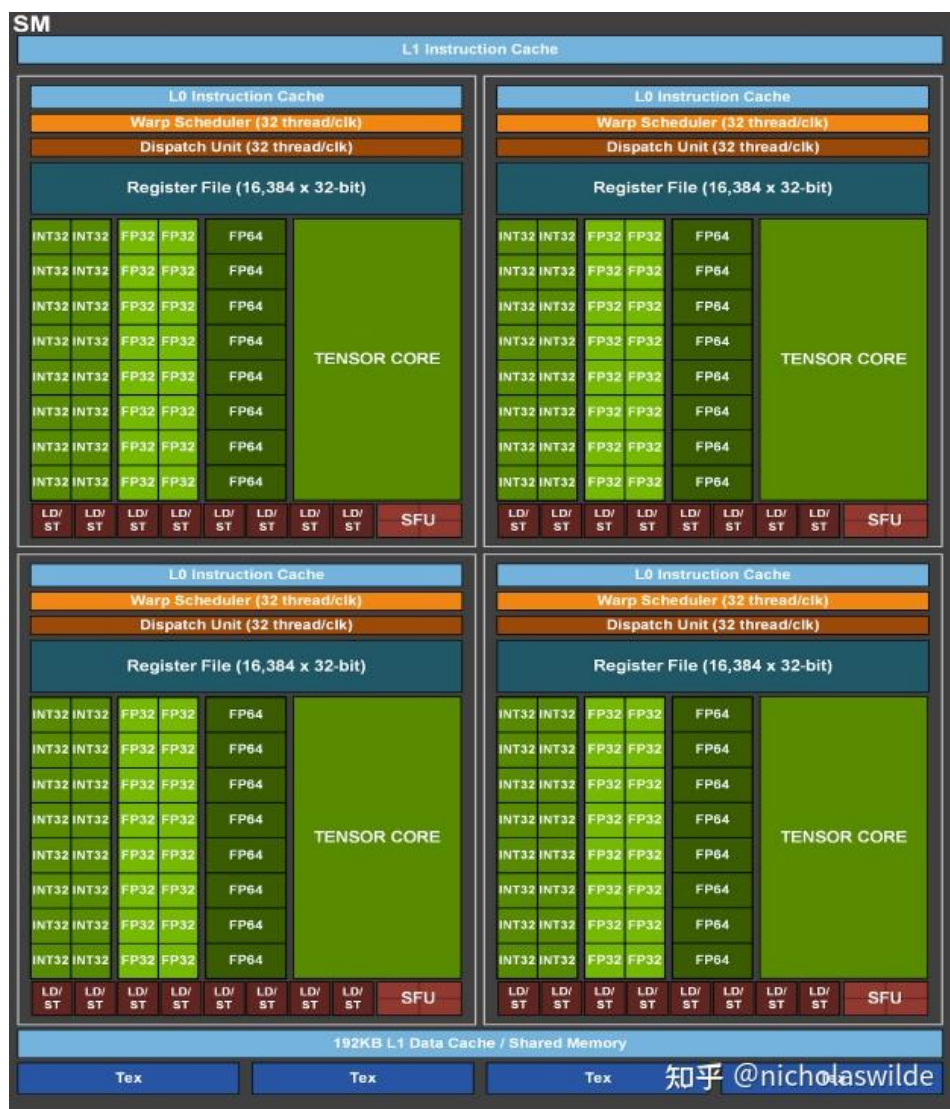 SM
L1 Instruction Cache
L0 Instruction Cache
Warp Scheduler (32 thread/clk)
Dispatch Unit (32 thread/clk)
Register File (16,384 x 32-bit)
INT32 INT32 FP32 FP32 FP64
INT32 INT32 FP32 FP32 FP64
INT32 INT32 FP32 FP32 FP64
INT32 INT32 FP32 FP32 FP64
INT32 INT32 FP32 FP32 FP64
INT32 INT32 FP32 FP32 FP64
INT32 INT32 FP32 FP32 FP64
INT32 INT32 FP32 FP32 FP64
TENSOR CORE
LD/ LD/ LD/ LD/ LD/ LD/ LD/ LD/
ST ST ST ST ST ST ST ST
SFU
L0 Instruction Cache
Warp Scheduler (32 thread/clk)
Dispatch Unit (32 thread/clk)
Register File (16,384 x 32-bit)
INT32 INT32 FP32 FP32 FP64
INT32 INT32 FP32 FP32 FP64
INT32 INT32 FP32 FP32 FP64
INT32 INT32 FP32 FP32 FP64
INT32 INT32 FP32 FP32 FP64
INT32 INT32 FP32 FP32 FP64
INT32 INT32 FP32 FP32 FP64
INT32 INT32 FP32 FP32 FP64
TENSOR CORE
LD/ LD/ LD/ LD/ LD/ LD/ LD/ LD/
ST ST ST ST ST ST ST ST
SFU
L0 Instruction Cache
Warp Scheduler (32 thread/clk)
Dispatch Unit (32 thread/clk)
Register File (16,384 x 32-bit)
INT32 INT32 FP32 FP32 FP64
INT32 INT32 FP32 FP32 FP64
INT32 INT32 FP32 FP32 FP64
INT32 INT32 FP32 FP32 FP64
INT32 INT32 FP32 FP32 FP64
INT32 INT32 FP32 FP32 FP64
INT32 INT32 FP32 FP32 FP64
INT32 INT32 FP32 FP32 FP64
TENSOR CORE
LD/ LD/ LD/ LD/ LD/ LD/ LD/ LD/
ST ST ST ST ST ST ST ST
SFU
L0 Instruction Cache
Warp Scheduler (32 thread/clk)
Dispatch Unit (32 thread/clk)
Register File (16,384 x 32-bit)
INT32 INT32 FP32 FP32 FP64
INT32 INT32 FP32 FP32 FP64
INT32 INT32 FP32 FP32 FP64
INT32 INT32 FP32 FP32 FP64
INT32 INT32 FP32 FP32 FP64
INT32 INT32 FP32 FP32 FP64
INT32 INT32 FP32 FP32 FP64
INT32 INT32 FP32 FP32 FP64
TENSOR CORE
LD/ LD/ LD/ LD/ LD/ LD/ LD/ LD/
ST ST ST ST ST ST ST ST
SFU
192KB L1 Data Cache / Shared Memory
Tex Tex Tex
知乎 @nicholaswilde